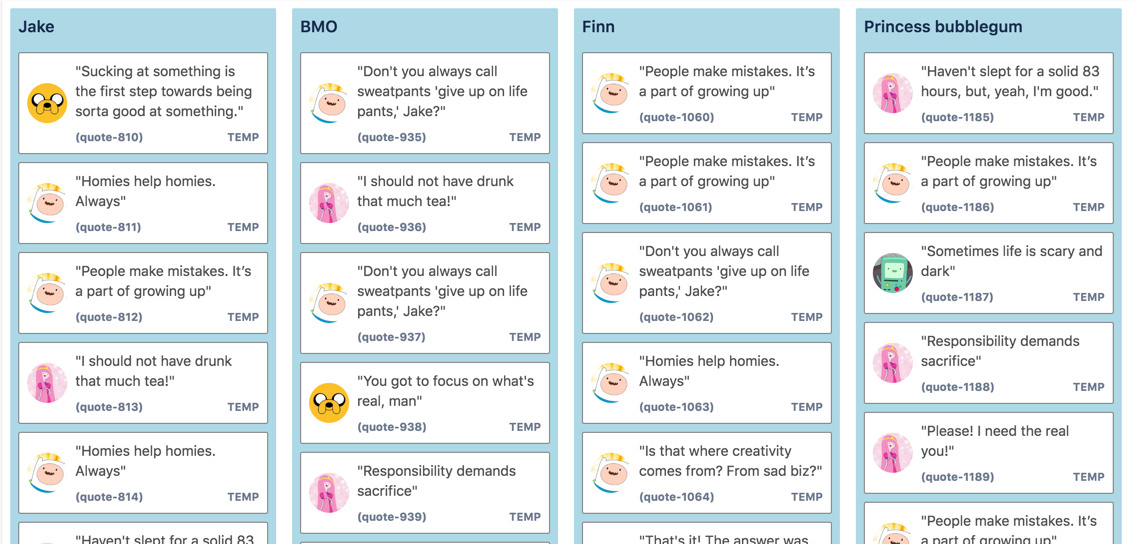 Jake
"Sucking at something is
the first step towards being
sorta good at something."
(quote-810) TEMP
"Homies help homies.
Always"
(quote-811) TEMP
"People make mistakes. It’s
a part of growing up"
(quote-812) TEMP
"I should not have drunk
that much tea!"
(quote-813) TEMP
"Homies help homies.
Always"
(quote-814) TEMP
"Haven't slept for a solid 83
BMO
"Don't you always call
sweatpants 'give up on life
pants,' Jake?"
(quote-935) TEMP
"I should not have drunk
that much tea!"
(quote-936) TEMP
"Don't you always call
sweatpants 'give up on life
pants,' Jake?"
(quote-937) TEMP
"You got to focus on what's
real, man"
(quote-938) TEMP
"Responsibility demands
sacrifice"
(quote-939) TEMP
Finn
"People make mistakes. It’s
a part of growing up"
(quote-1060) TEMP
"People make mistakes. It’s
a part of growing up"
(quote-1061) TEMP
"Don't you always call
sweatpants 'give up on life
pants,' Jake?"
(quote-1062) TEMP
"Homies help homies.
Always"
(quote-1063) TEMP
"Is that where creativity
comes from? From sad biz?"
(quote-1064) TEMP
"That's it! The answer was
Princess bubblegum
"Haven't slept for a solid 83
hours, but, yeah, I'm good."
(quote-1185) TEMP
"People make mistakes. It’s
a part of growing up"
(quote-1186) TEMP
"Sometimes life is scary and
dark"
(quote-1187) TEMP
"Responsibility demands
sacrifice"
(quote-1188) TEMP
"Please! I need the real
you!"
(quote-1189) TEMP
"People make mistakes. It’s
a part of growing up"